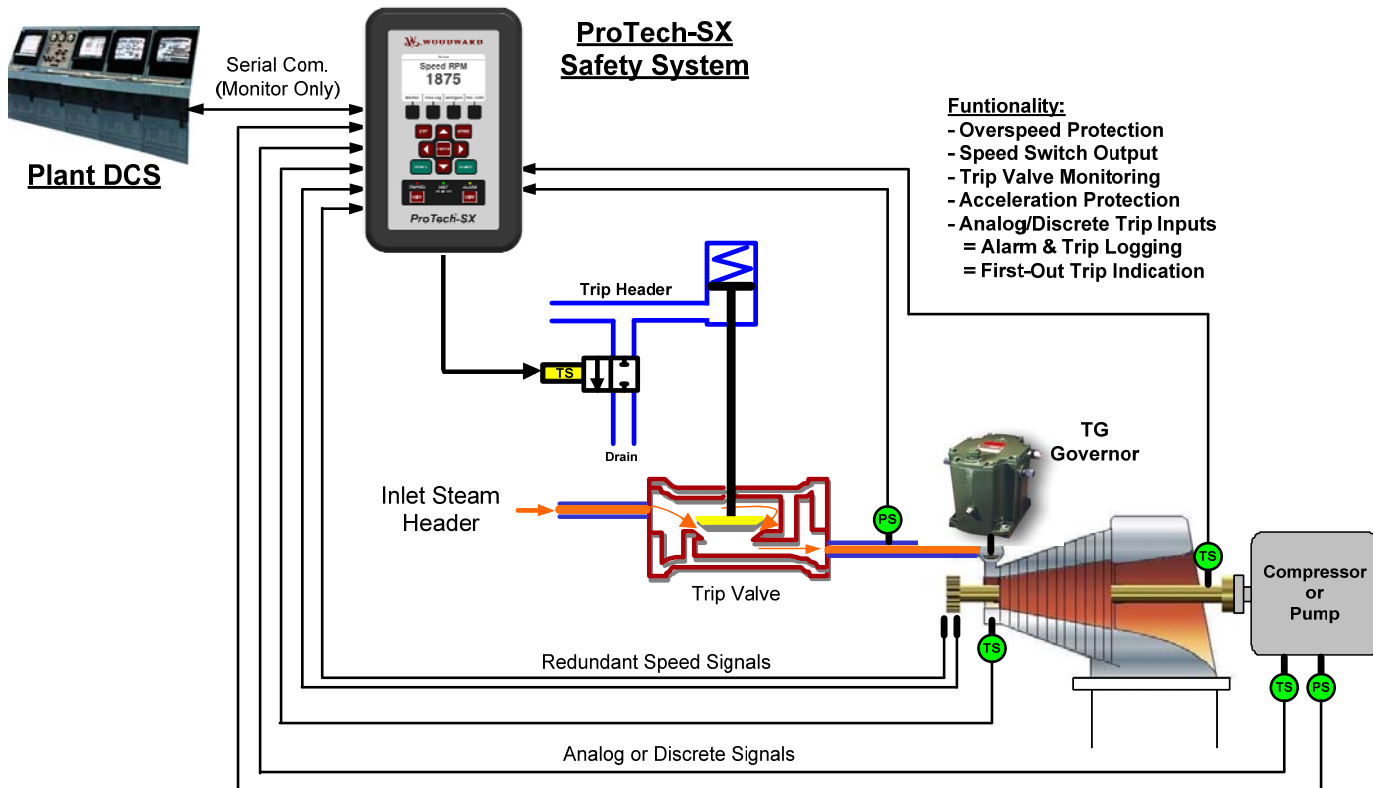 ProTech-SX
Safety System
Serial Com.
(Monitor Only)
Plant DCS
WOODWARD
Speed RPM
1875
ProTech-SX
Funtionality:
- Overspeed Protection
- Speed Switch Output
- Trip Valve Monitoring
- Acceleration Protection
- Analog/Discrete Trip Inputs
= Alarm & Trip Logging
= First-Out Trip Indication
Trip Header
TS
Drain
Inlet Steam
Header
Trip Valve
PS
TG
Governor
TS
Compressor
or
Pump
TS
TS
PS
Redundant Speed Signals
Analog or Discrete Signals